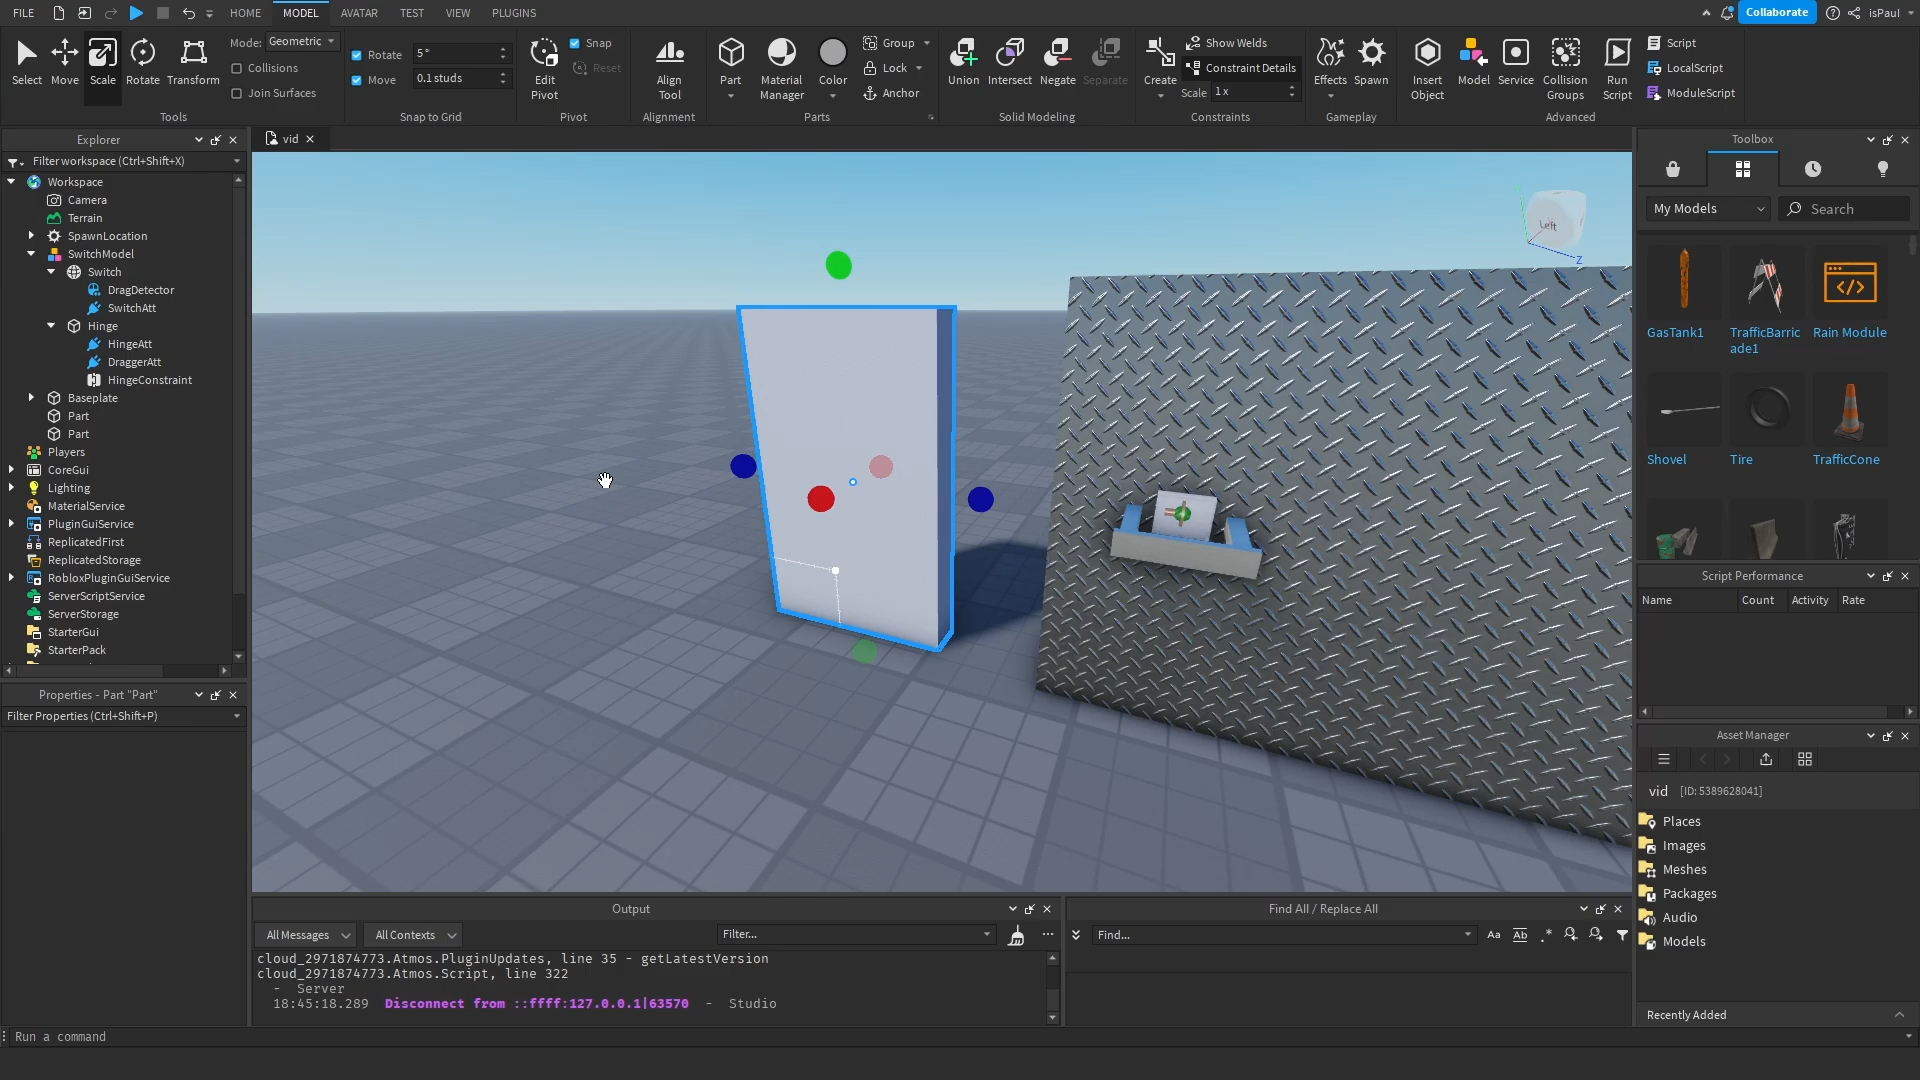 FILE
HOME
MODEL
AVATAR
TEST
VIEW
PLUGINS
Collaborate
isPaul
Select
Move
Scale
Rotate
Transform
Mode: Geometric
Collisions
Join Surfaces
Tools
Rotate 5 °
Move 0.1 studs
Snap to Grid
Edit Pivot
Snap
Reset
Pivot
Align Tool
Alignment
Part
Material Manager
Color
Group
Lock
Anchor
Parts
Union
Intersect
Negate
Separate
Solid Modeling
Create
Show Welds
Constraint Details
Scale 1 x
Constraints
Effects
Spawn
Gameplay
Insert Object
Model
Service
Collision Groups
Run Script
Script
LocalScript
ModuleScript
Advanced
Explorer
Filter workspace (Ctrl+Shift+X)
Workspace
Camera
Terrain
SpawnLocation
SwitchModel
Switch
DragDetector
SwitchAtt
Hinge
HingeAtt
DraggerAtt
HingeConstraint
Baseplate
Part
Part
Players
CoreGui
Lighting
MaterialService
PluginGuiService
ReplicatedFirst
ReplicatedStorage
RobloxPluginGuiService
ServerScriptService
ServerStorage
StarterGui
StarterPack
Properties - Part "Part"
Filter Properties (Ctrl+Shift+P)
vid
Left
Z
Output
All Messages
All Contexts
Filter...
cloud_2971874773.Atmos.PluginUpdates, line 35 - getLatestVersion
cloud_2971874773.Atmos.Script, line 322
- Server
18:45:18.289 Disconnect from ::ffff:127.0.0.1|63570 - Studio
Find All / Replace All
Find...
Aa
Ab
.*
Toolbox
My Models
Search
GasTank1
TrafficBarricade1
Rain Module
Shovel
Tire
TrafficCone
Script Performance
Name
Count
Activity
Rate
Asset Manager
vid [ID: 5389628041]
Places
Images
Meshes
Packages
Audio
Models
Recently Added
Run a command